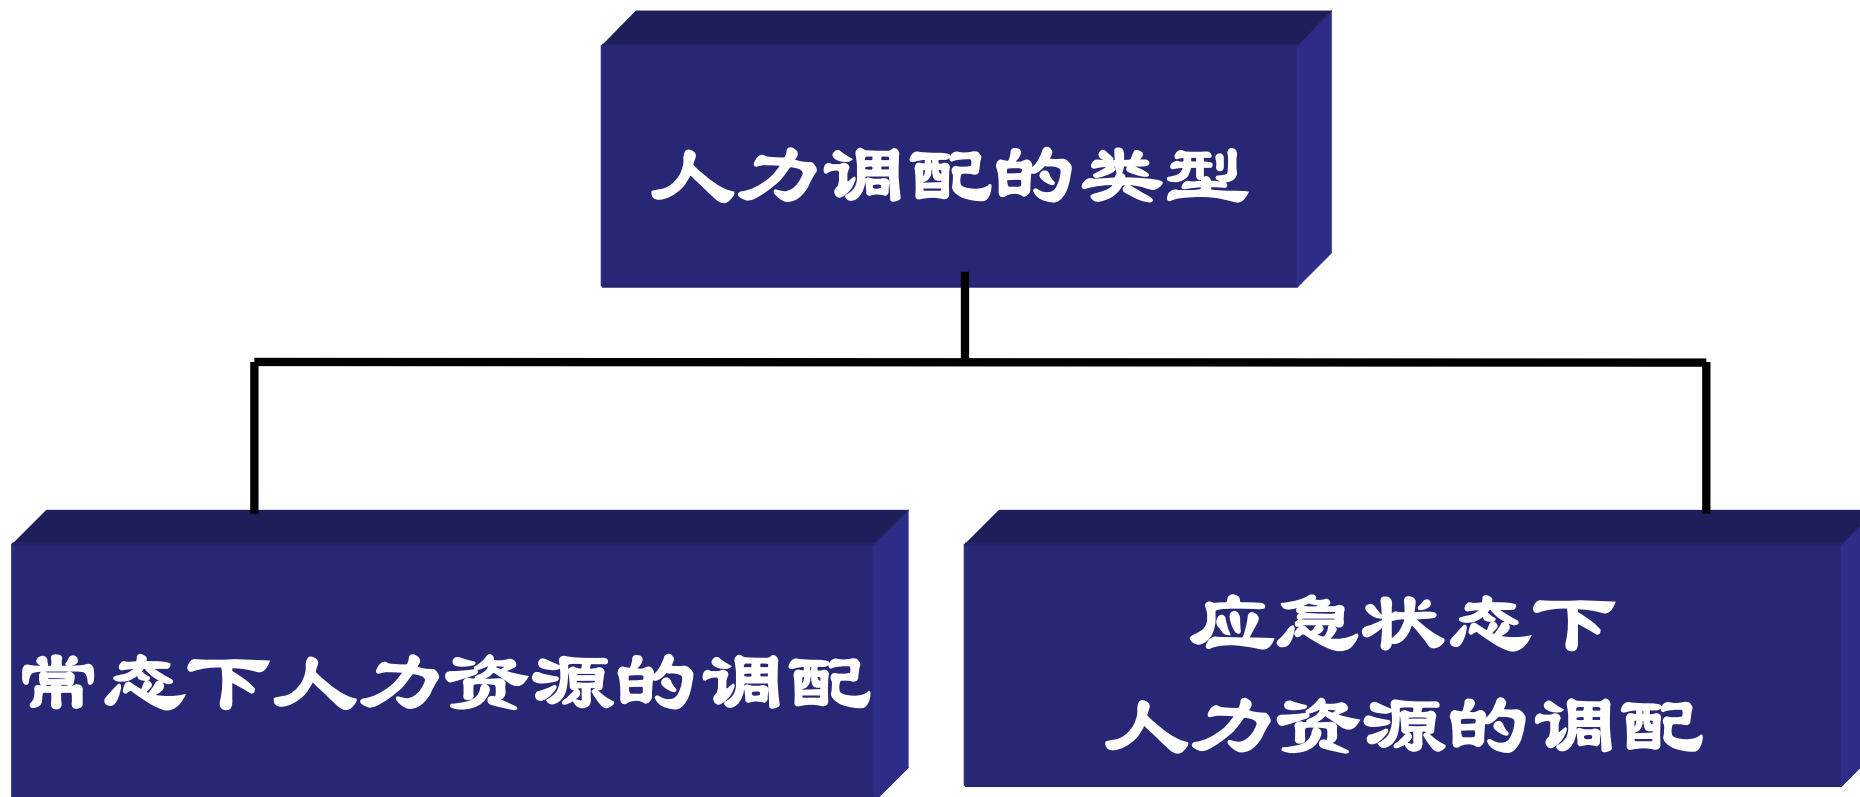 人力调配的类型
常态下人力资源的调配
应急状态下
人力资源的调配